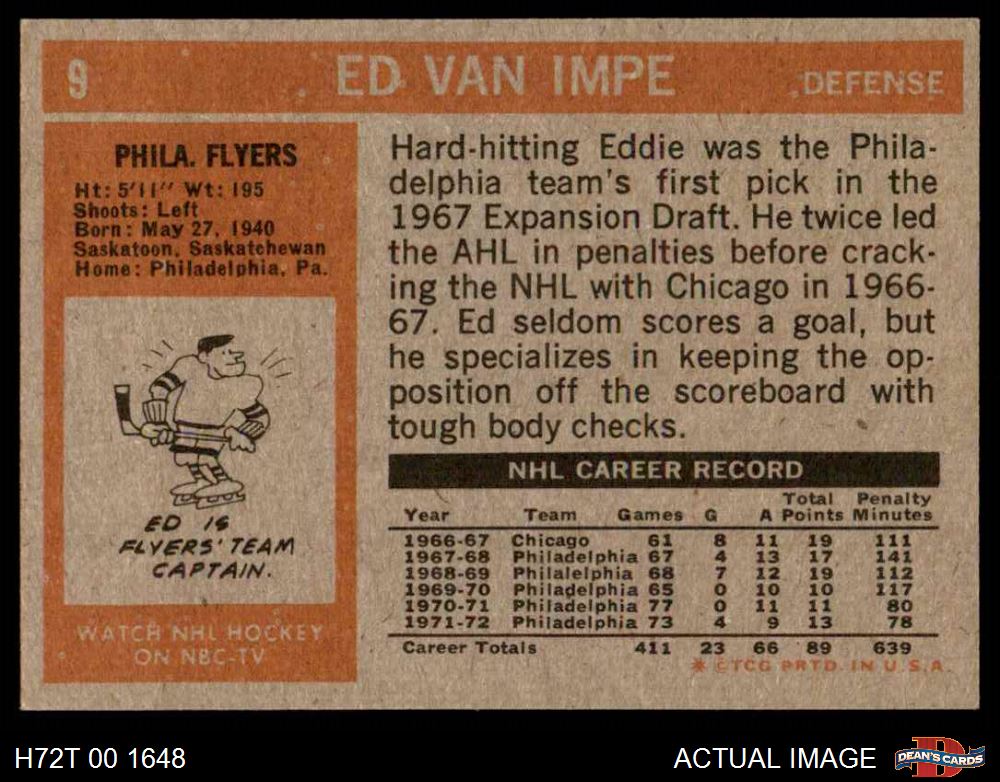 9 ED VAN IMPE DEFENSE
PHILA. FLYERS
Ht: 5'11" Wt: 195
Shoots: Left
Born: May 27, 1940
Saskatoon, Saskatchewan
Home: Philadelphia, Pa.
ED IS
FLYERS' TEAM
CAPTAIN.
WATCH NHL HOCKEY
ON NBC-TV
Hard-hitting Eddie was the Phila-
delphia team's first pick in the
1967 Expansion Draft. He twice led
the AHL in penalties before crack-
ing the NHL with Chicago in 1966-
67. Ed seldom scores a goal, but
he specializes in keeping the op-
position off the scoreboard with
tough body checks.
NHL CAREER RECORD
Total Penalty
Year Team Games G A Points Minutes
1966-67 Chicago 61 8 11 19 111
1967-68 Philadelphia 67 4 13 17 141
1968-69 Philalelphia 68 7 12 19 112
1969-70 Philadelphia 65 0 10 10 117
1970-71 Philadelphia 77 0 11 11 80
1971-72 Philadelphia 73 4 9 13 78
Career Totals 411 23 66 89 639
* ©TCG PRTD. IN U.S.A.
H72T 00 1648 ACTUAL IMAGE DEAN'S CARDS